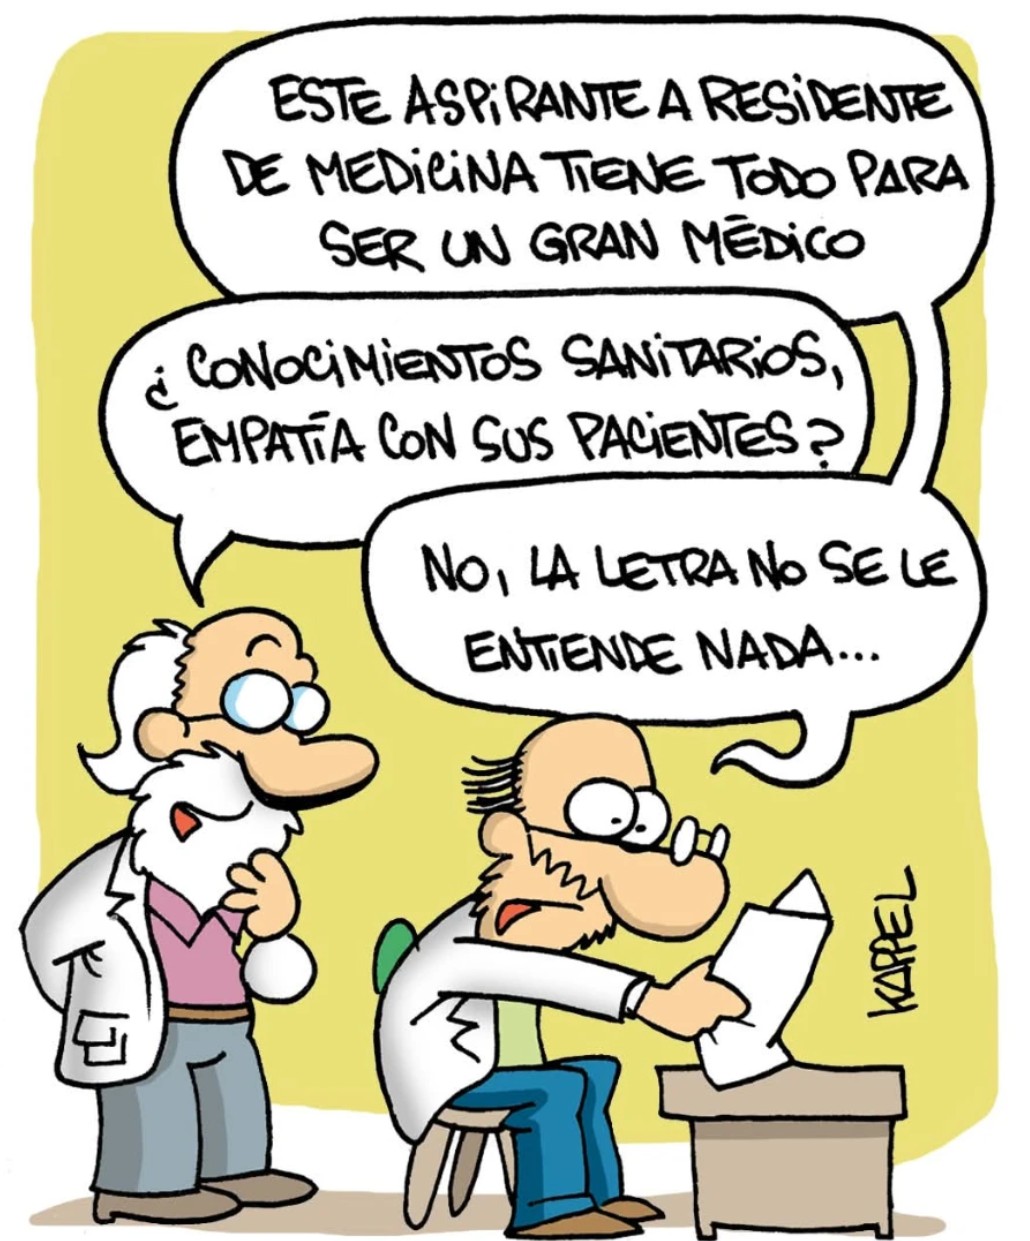 ESTE ASPiRANTE A RESiDENTE
DE MEDiCiNA TIENE TODO PARA
SER UN GRAN MÉDiCO
¿CONOCiMiENTOS SANiTARiOS,
EMPATÍA CON SUS PACiENTES?
NO, LA LETRA NO SE LE
ENTIENDE NADA...
KAPPEL